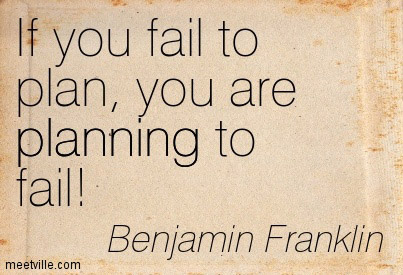 If you fail to
plan, you are
planning to
fail!
Benjamin Franklin
meetville.com